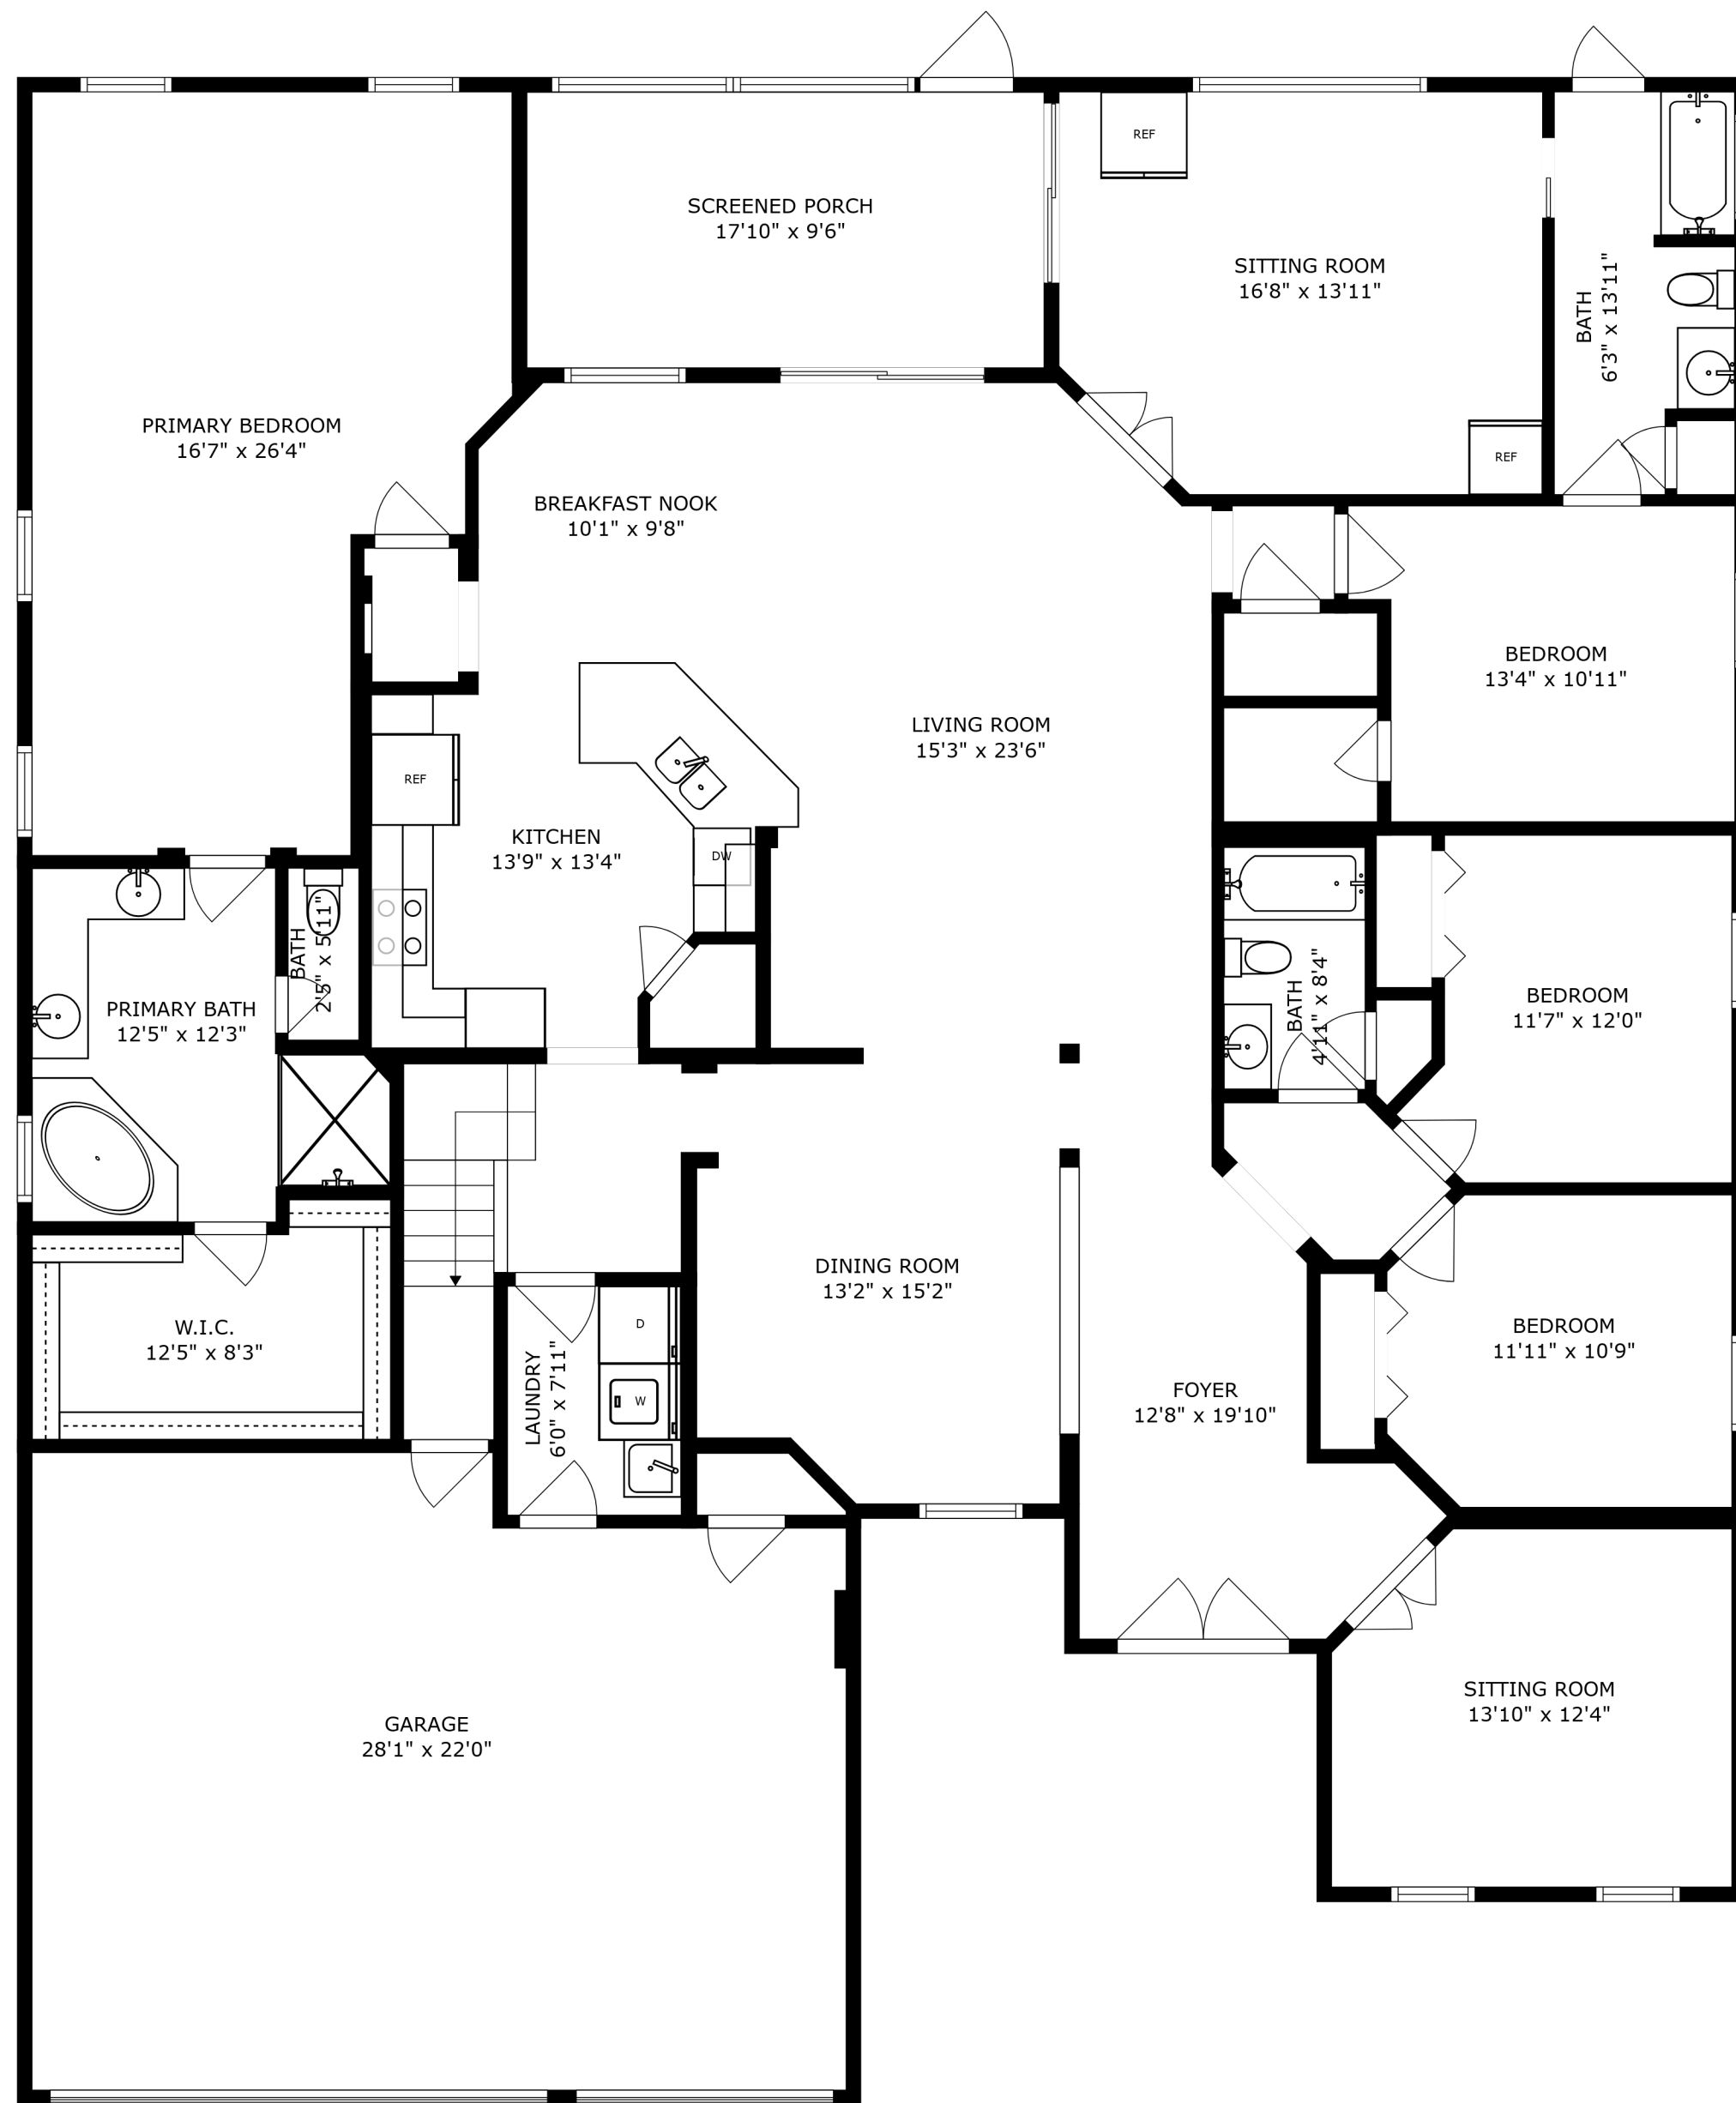 REF
SCREENED PORCH
17'10" x 9'6"
SITTING ROOM
16'8" x 13'11"
BATH
6'3" x 13'11"
PRIMARY BEDROOM
16'7" x 26'4"
REF
BREAKFAST NOOK
10'1" x 9'8"
BEDROOM
13'4" x 10'11"
LIVING ROOM
15'3" x 23'6"
REF
KITCHEN
13'9" x 13'4"
DW
BATH
2'5" x 5'11"
PRIMARY BATH
12'5" x 12'3"
BATH
4'11" x 8'4"
BEDROOM
11'7" x 12'0"
DINING ROOM
13'2" x 15'2"
W.I.C.
12'5" x 8'3"
D
W
LAUNDRY
6'0" x 7'11"
BEDROOM
11'11" x 10'9"
FOYER
12'8" x 19'10"
SITTING ROOM
13'10" x 12'4"
GARAGE
28'1" x 22'0"